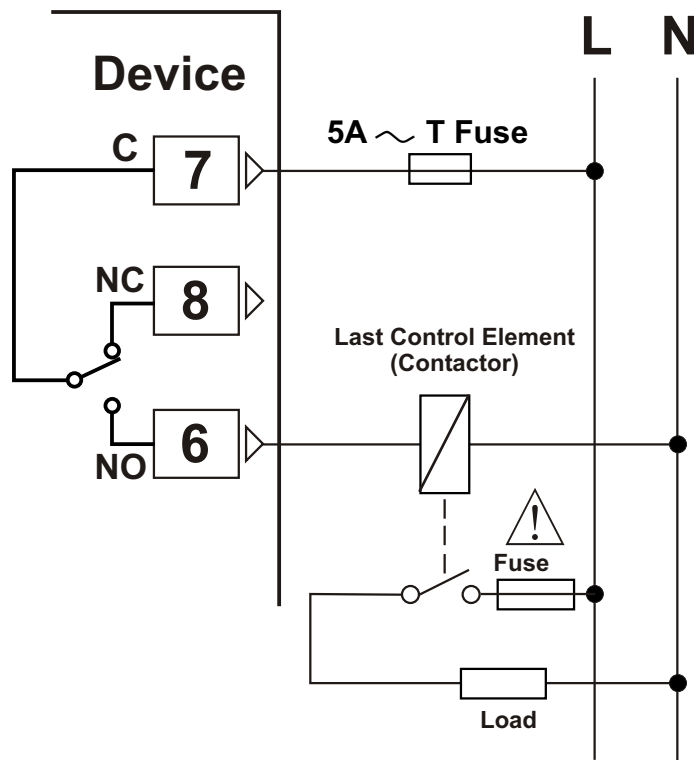 L N
Device
5A ~ T Fuse
C
7
NC
8
Last Control Element
(Contactor)
6
NO
!
Fuse
Load